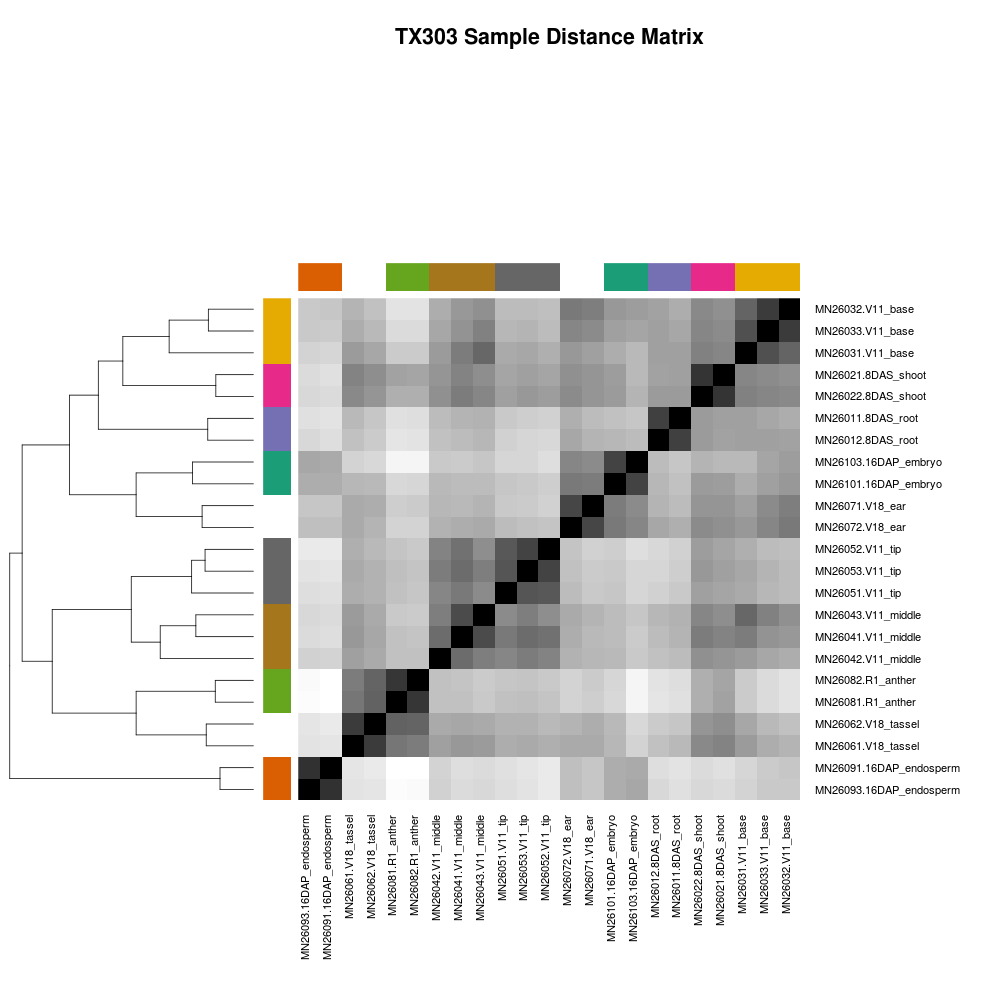 TX303 Sample Distance Matrix
MN26032.V11_base
MN26033.V11_base
MN26031.V11_base
MN26021.8DAS_shoot
MN26022.8DAS_shoot
MN26011.8DAS_root
MN26012.8DAS_root
MN26103.16DAP_embryo
MN26101.16DAP_embryo
MN26071.V18_ear
MN26072.V18_ear
MN26052.V11_tip
MN26053.V11_tip
MN26051.V11_tip
MN26043.V11_middle
MN26041.V11_middle
MN26042.V11_middle
MN26082.R1_anther
MN26081.R1_anther
MN26062.V18_tassel
MN26061.V18_tassel
MN26091.16DAP_endosperm
MN26093.16DAP_endosperm
MN26093.16DAP_endosperm
MN26091.16DAP_endosperm
MN26061.V18_tassel
MN26062.V18_tassel
MN26081.R1_anther
MN26082.R1_anther
MN26042.V11_middle
MN26041.V11_middle
MN26043.V11_middle
MN26051.V11_tip
MN26053.V11_tip
MN26052.V11_tip
MN26072.V18_ear
MN26071.V18_ear
MN26101.16DAP_embryo
MN26103.16DAP_embryo
MN26012.8DAS_root
MN26011.8DAS_root
MN26022.8DAS_shoot
MN26021.8DAS_shoot
MN26031.V11_base
MN26033.V11_base
MN26032.V11_base